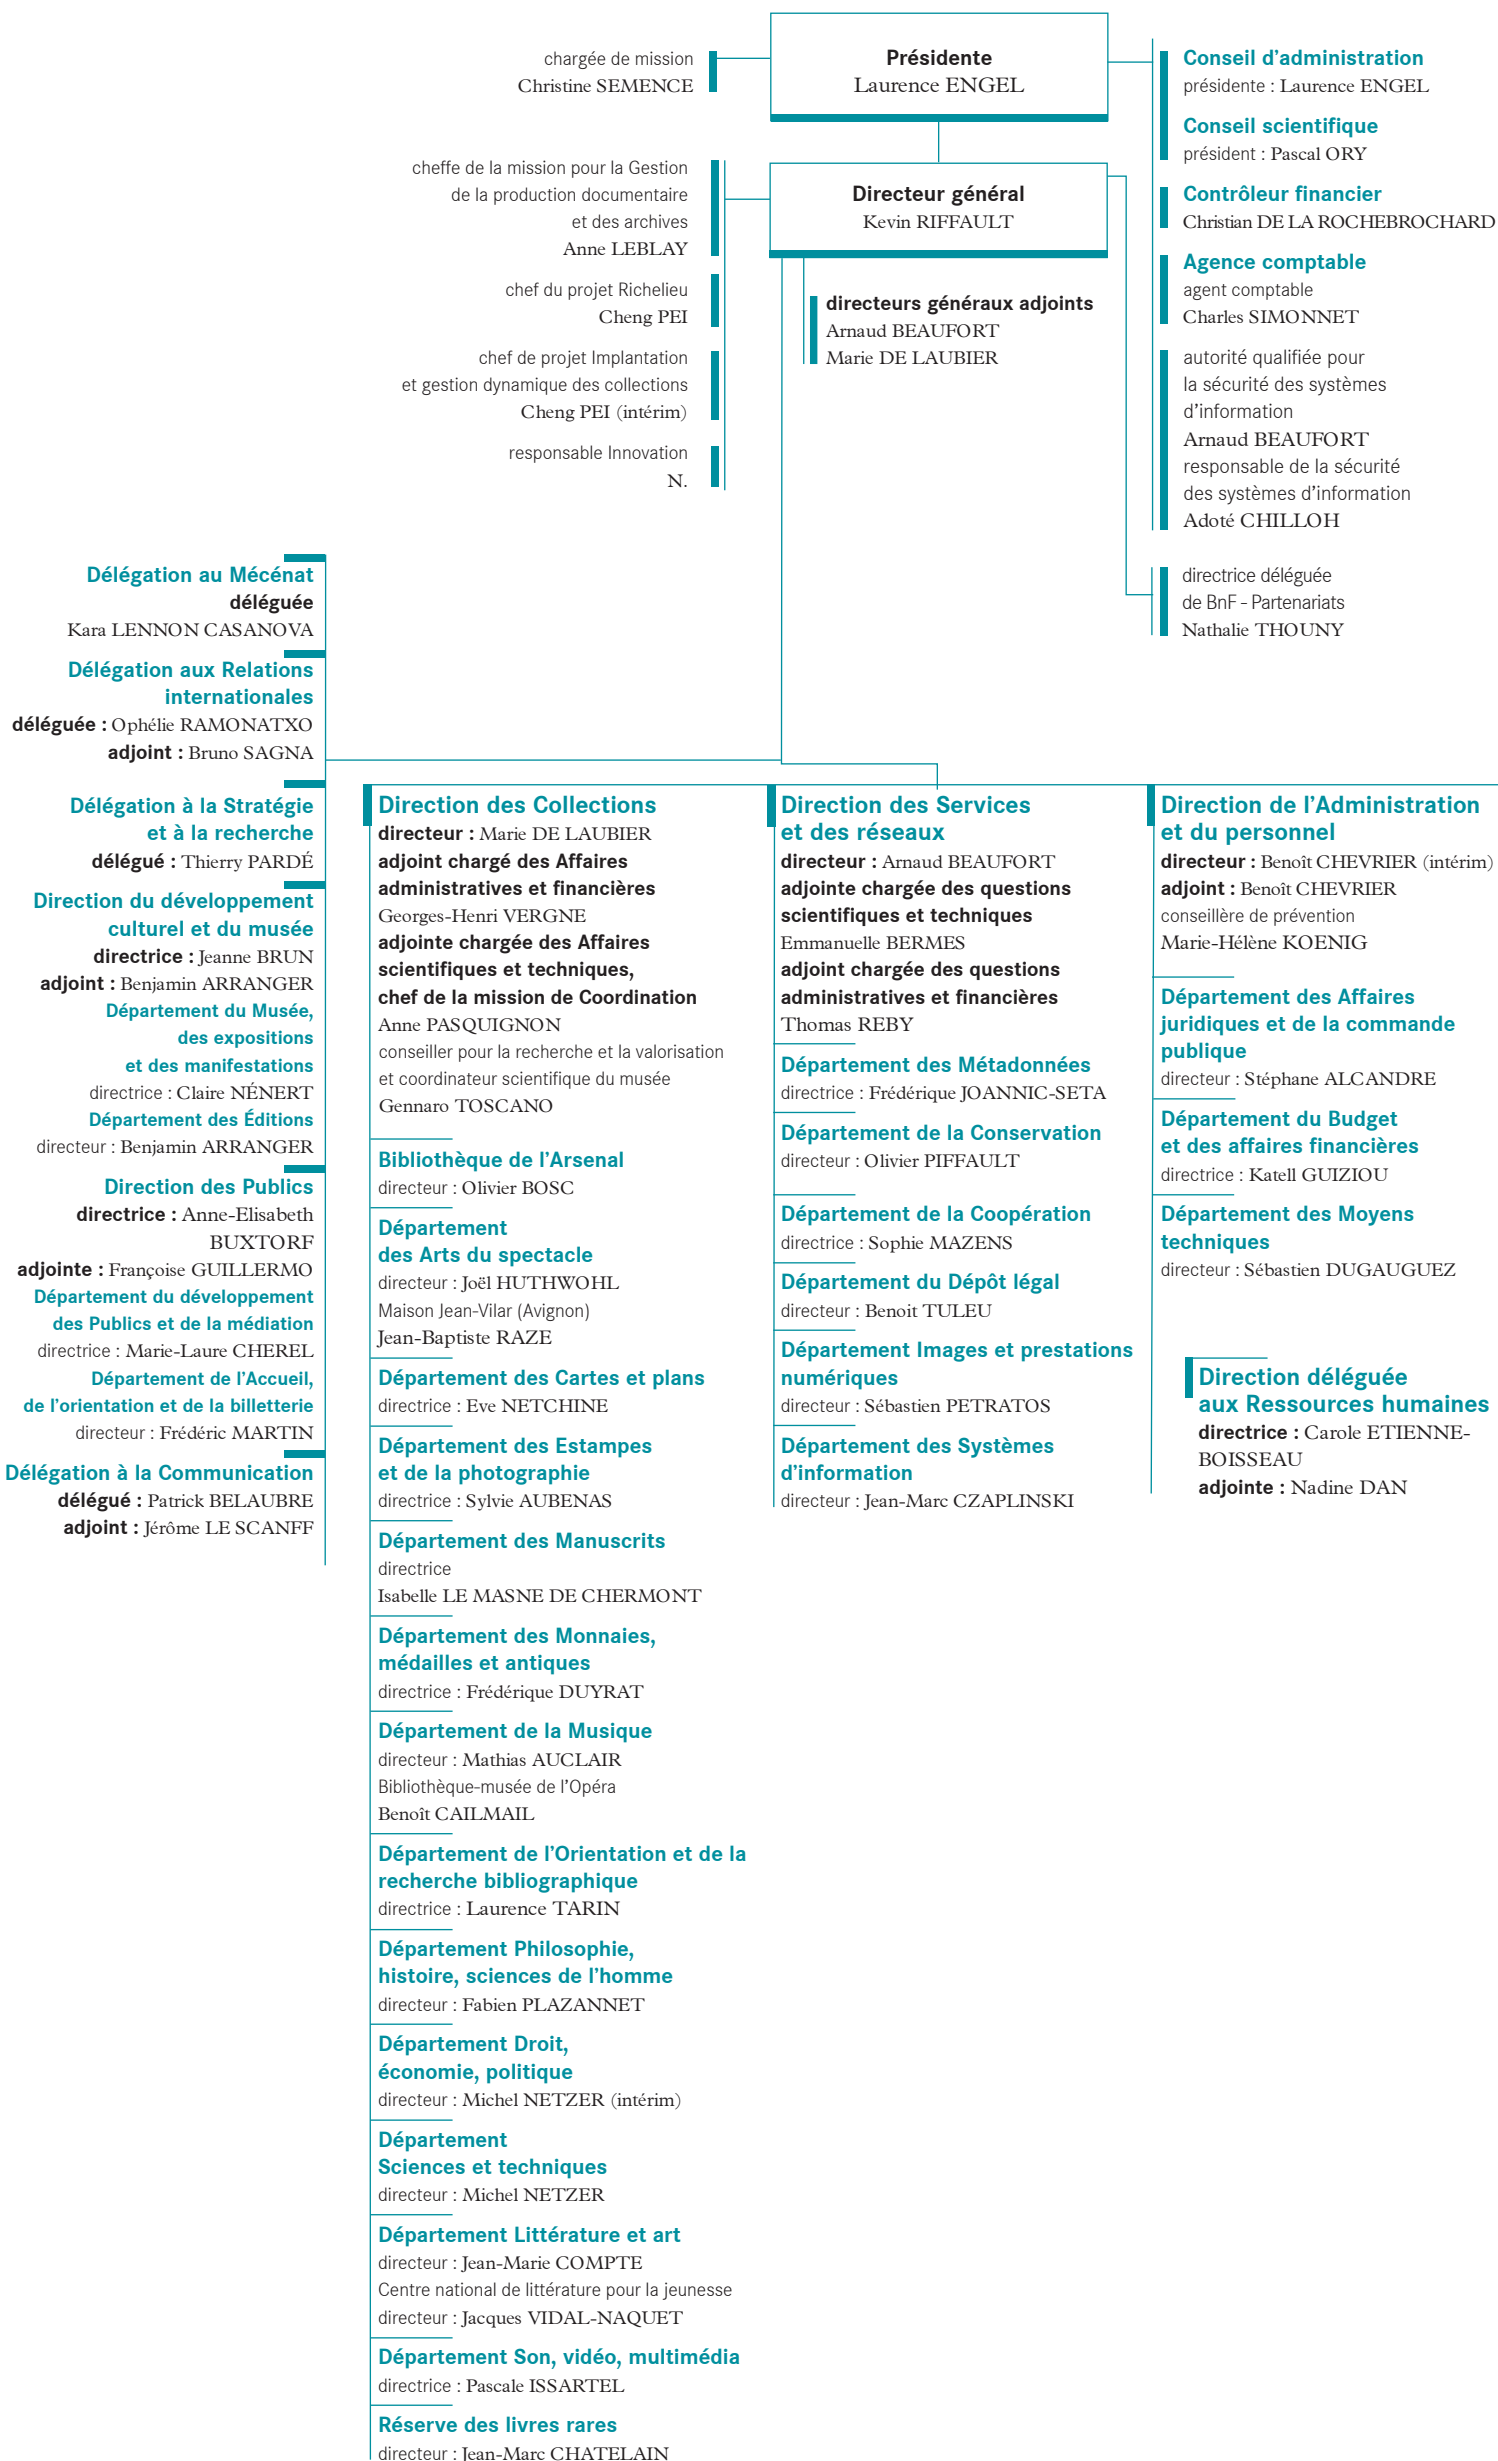 chargée de mission
Christine SEMENCE
Présidente
Laurence ENGEL
Conseil d'administration
présidente : Laurence ENGEL
Conseil scientifique
président : Pascal ORY
Contrôleur financier
Christian DE LA ROCHEBROCHARD
Agence comptable
agent comptable
Charles SIMONNET
autorité qualifiée pour
la sécurité des systèmes
d'information
Arnaud BEAUFORT
responsable de la sécurité
des systèmes d'information
Adoté CHILLOH
directrice déléguée
de BnF - Partenariats
Nathalie THOUNY
cheffe de la mission pour la Gestion
de la production documentaire
et des archives
Anne LEBLAY
chef du projet Richelieu
Cheng PEI
chef de projet Implantation
et gestion dynamique des collections
Cheng PEI (intérim)
responsable Innovation
N.
Directeur général
Kevin RIFFAULT
directeurs généraux adjoints
Arnaud BEAUFORT
Marie DE LAUBIER
Délégation au Mécénat
déléguée
Kara LENNON CASANOVA
Délégation aux Relations
internationales
déléguée : Ophélie RAMONATXO
adjoint : Bruno SAGNA
Délégation à la Stratégie
et à la recherche
délégué : Thierry PARDÉ
Direction du développement
culturel et du musée
directrice : Jeanne BRUN
adjoint : Benjamin ARRANGER
Département du Musée,
des expositions
et des manifestations
directrice : Claire NÉNERT
Département des Éditions
directeur : Benjamin ARRANGER
Direction des Publics
directrice : Anne-Elisabeth
BUXTORF
adjointe : Françoise GUILLERMO
Département du développement
des Publics et de la médiation
directrice : Marie-Laure CHEREL
Département de l'Accueil,
de l'orientation et de la billetterie
directeur : Frédéric MARTIN
Délégation à la Communication
délégué : Patrick BELAUBRE
adjoint : Jérôme LE SCANFF
Direction des Collections
directeur : Marie DE LAUBIER
adjoint chargé des Affaires
administratives et financières
Georges-Henri VERGNE
adjointe chargée des Affaires
scientifiques et techniques,
chef de la mission de Coordination
Anne PASQUIGNON
conseiller pour la recherche et la valorisation
et coordinateur scientifique du musée
Gennaro TOSCANO
Bibliothèque de l'Arsenal
directeur : Olivier BOSC
Département
des Arts du spectacle
directeur : Joël HUTHWOHL
Maison Jean-Vilar (Avignon)
Jean-Baptiste RAZE
Département des Cartes et plans
directrice : Eve NETCHINE
Département des Estampes
et de la photographie
directrice : Sylvie AUBENAS
Département des Manuscrits
directrice
Isabelle LE MASNE DE CHERMONT
Département des Monnaies,
médailles et antiques
directrice : Frédérique DUYRAT
Département de la Musique
directeur : Mathias AUCLAIR
Bibliothèque-musée de l'Opéra
Benoît CAILMAIL
Département de l'Orientation et de la
recherche bibliographique
directrice : Laurence TARIN
Département Philosophie,
histoire, sciences de l'homme
directeur : Fabien PLAZANNET
Département Droit,
économie, politique
directeur : Michel NETZER (intérim)
Département
Sciences et techniques
directeur : Michel NETZER
Département Littérature et art
directeur : Jean-Marie COMPTE
Centre national de littérature pour la jeunesse
directeur : Jacques VIDAL-NAQUET
Département Son, vidéo, multimédia
directrice : Pascale ISSARTEL
Réserve des livres rares
directeur : Jean-Marc CHATELAIN
Direction des Services
et des réseaux
directeur : Arnaud BEAUFORT
adjointe chargée des questions
scientifiques et techniques
Emmanuelle BERMES
adjoint chargée des questions
administratives et financières
Thomas REBY
Département des Métadonnées
directrice : Frédérique JOANNIC-SETA
Département de la Conservation
directeur : Olivier PIFFAULT
Département de la Coopération
directrice : Sophie MAZENS
Département du Dépôt légal
directeur : Benoit TULEU
Département Images et prestations
numériques
directeur : Sébastien PETRATOS
Département des Systèmes
d'information
directeur : Jean-Marc CZAPLINSKI
Direction de l'Administration
et du personnel
directeur : Benoît CHEVRIER (intérim)
adjoint : Benoît CHEVRIER
conseillère de prévention
Marie-Hélène KOENIG
Département des Affaires
juridiques et de la commande
publique
directeur : Stéphane ALCANDRE
Département du Budget
et des affaires financières
directrice : Katell GUIZIOU
Département des Moyens
techniques
directeur : Sébastien DUGAUGUEZ
Direction déléguée
aux Ressources humaines
directrice : Carole ETIENNE-
BOISSEAU
adjointe : Nadine DAN